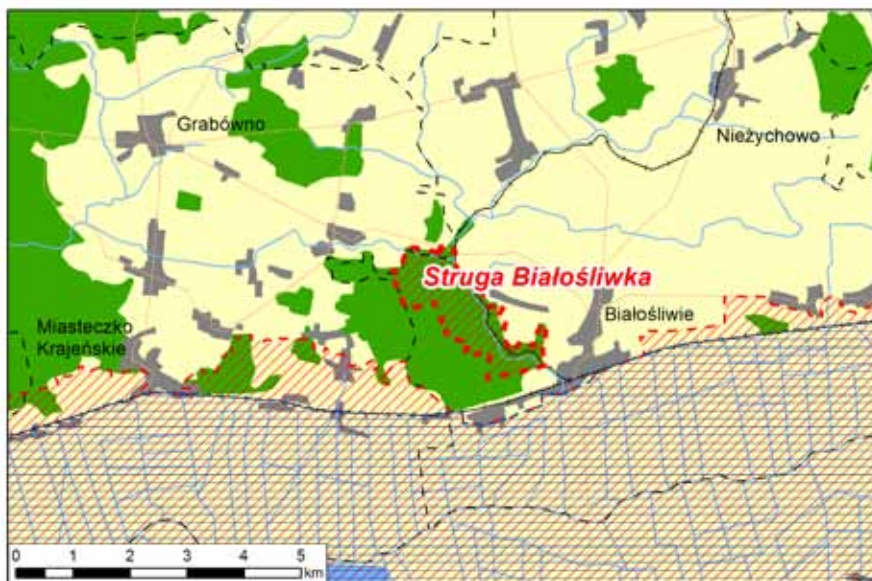 Grabówno
Nieżychowo
Struga Białośliwka
Białośliwie
Miasteczko
Krajeńskie
0 1 2 3 4 5
km